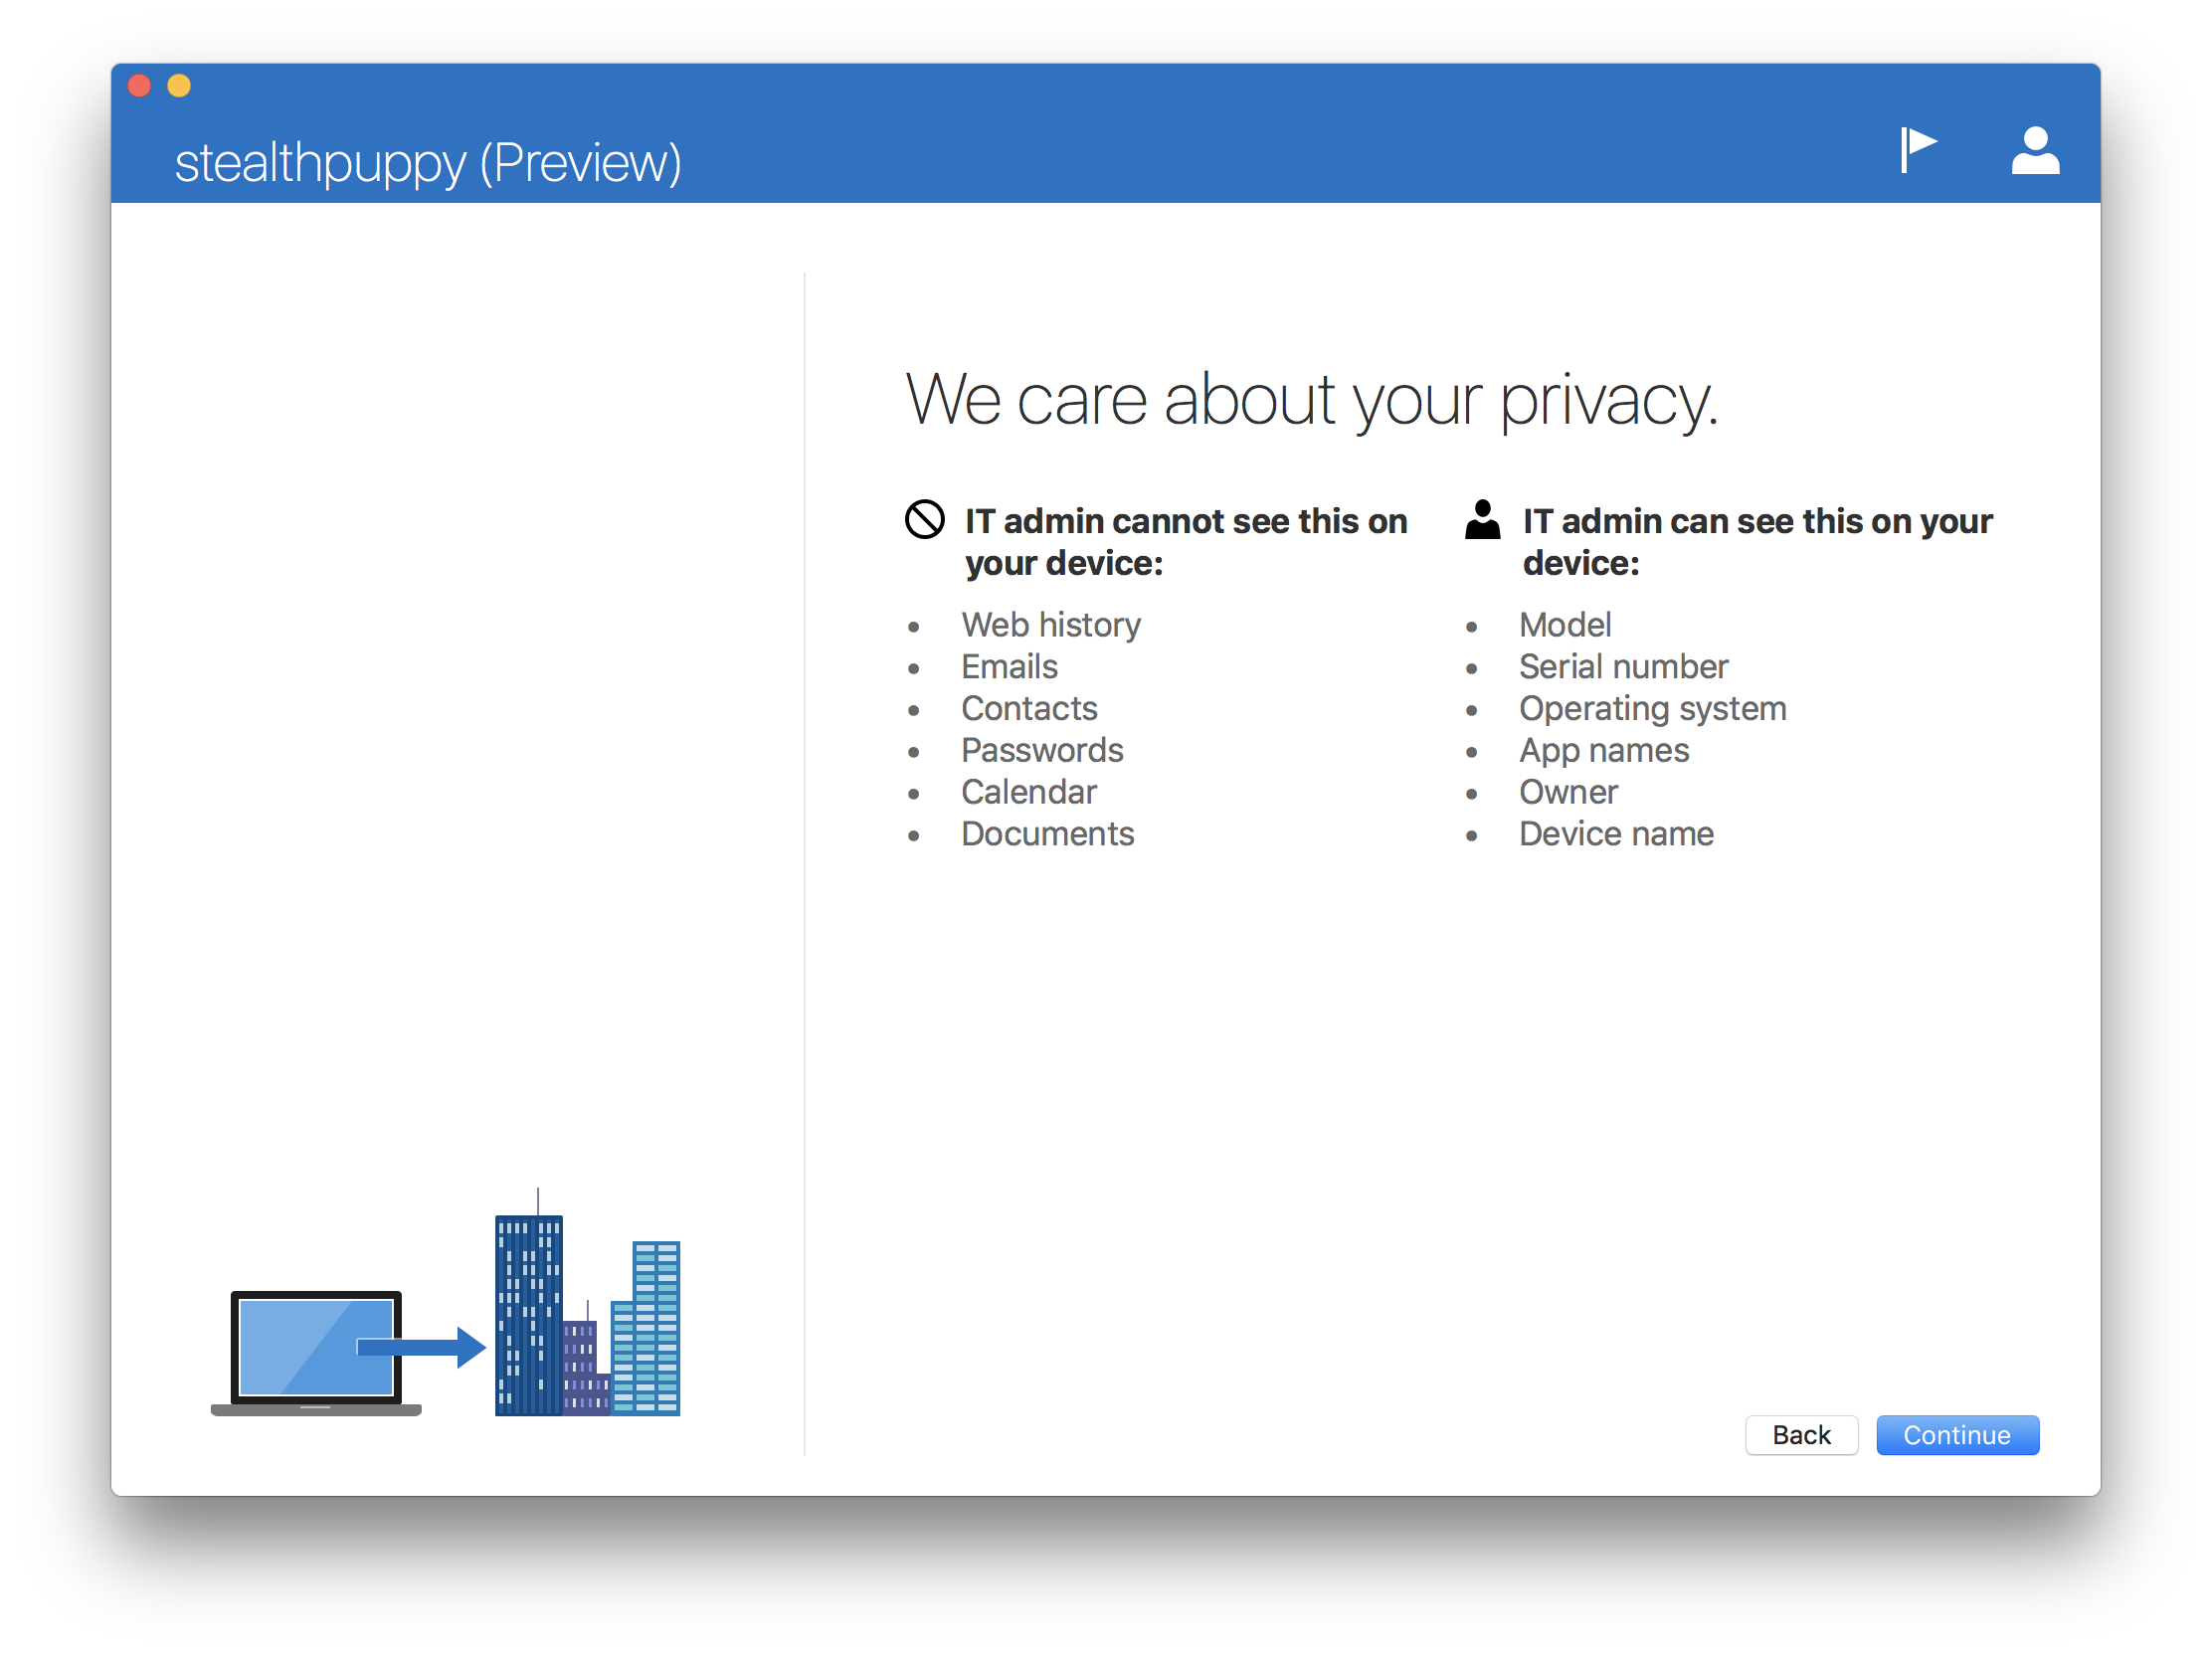 stealthpuppy (Preview)
We care about your privacy.
IT admin cannot see this on
your device:
• Web history
• Emails
• Contacts
• Passwords
• Calendar
• Documents
IT admin can see this on your
device:
• Model
• Serial number
• Operating system
• App names
• Owner
• Device name
Back
Continue